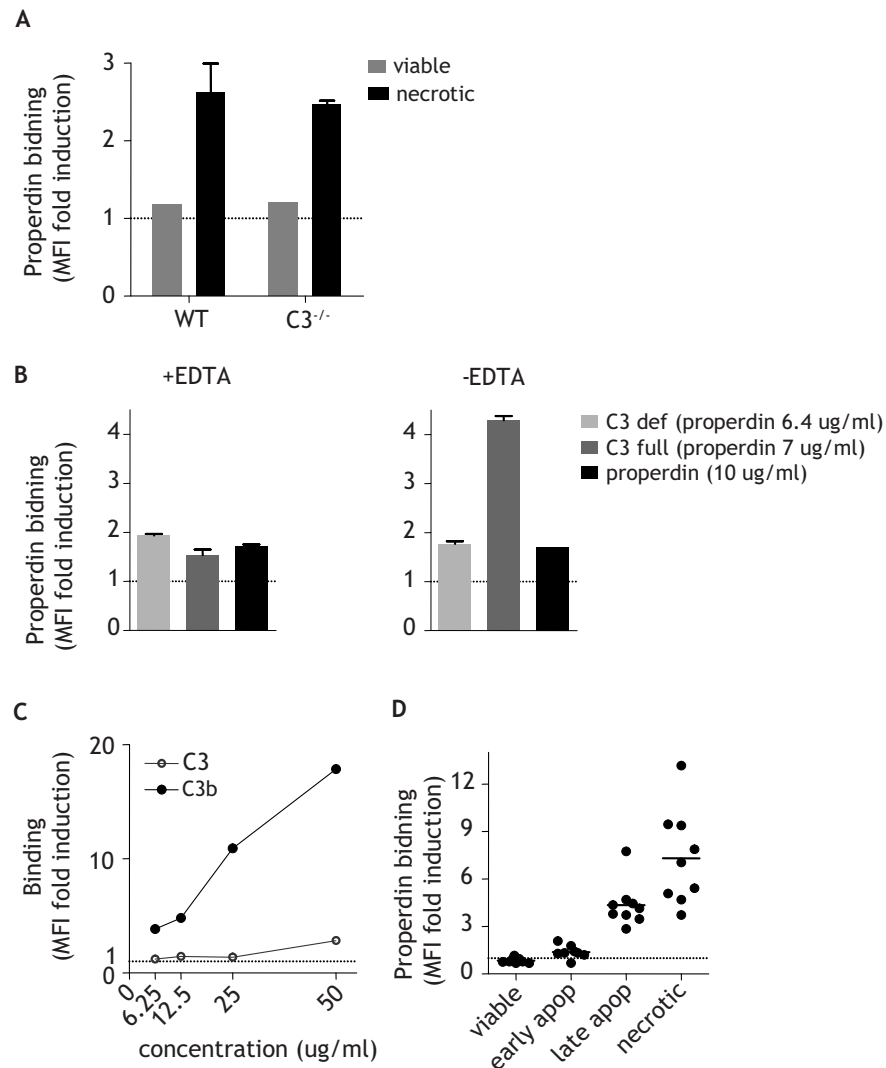 A
Properdin bidning
(MFI fold induction)
3
2
1
0
WT
C3-/-
viable
necrotic
B
+EDTA
-EDTA
Properdin bidning
(MFI fold induction)
4
3
2
1
0
4
3
2
1
0
C3 def (properdin 6.4 ug/ml)
C3 full (properdin 7 ug/ml)
properdin (10 ug/ml)
C
Binding
(MFI fold induction)
20
10
1
0
6.25
12.5
25
50
concentration (ug/ml)
C3
C3b
D
Properdin bidning
(MFI fold induction)
12
9
6
3
0
viable
early apop
late apop
necrotic